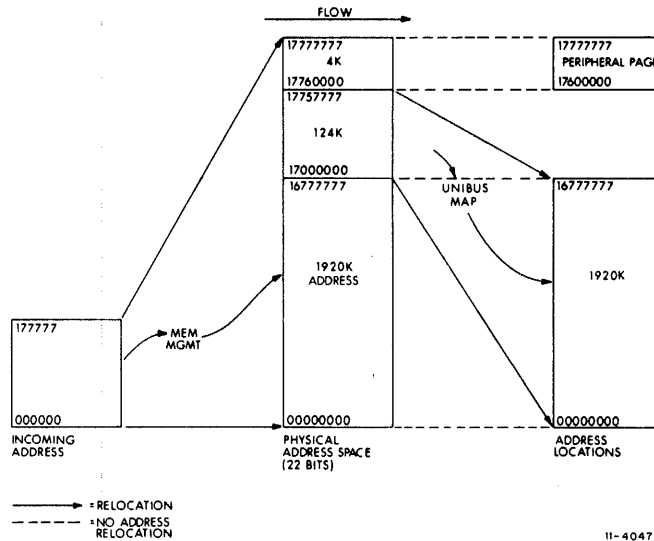 FLOW
17777777
4K
17760000
17757777
124K
17000000
16777777
1920K
ADDRESS
00000000
PHYSICAL
ADDRESS SPACE
(22 BITS)
177777
000000
INCOMING
ADDRESS
MEM
MGMT
UNIBUS
MAP
17777777
PERIPHERAL PAGE
17600000
16777777
1920K
00000000
ADDRESS
LOCATIONS
= RELOCATION
= NO ADDRESS
RELOCATION
11-4047